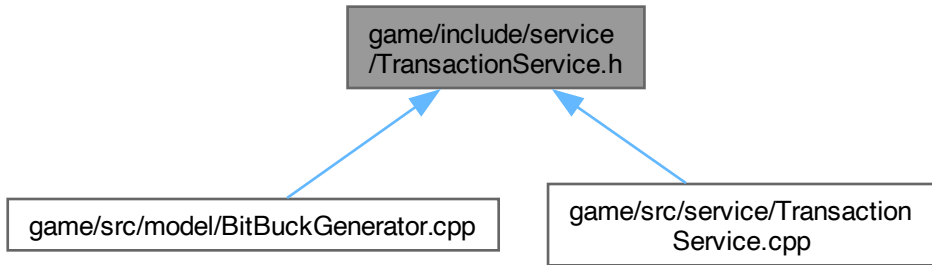 game/include/service
/TransactionService.h
game/src/model/BitBuckGenerator.cpp
game/src/service/Transaction
Service.cpp